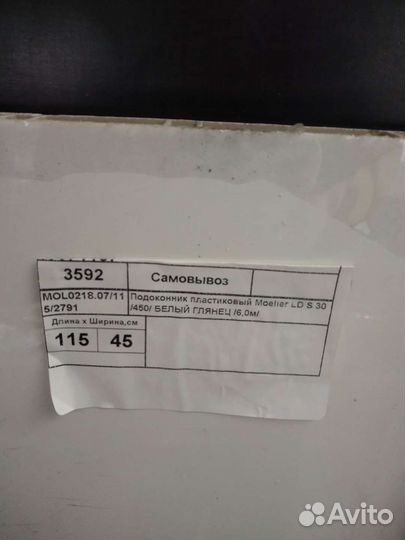 3592 Самовывоз
MOL0218.07/11 Подоконник пластиковый Moeller LD S 30
5/2791 /450/ БЕЛЫЙ ГЛЯНЕЦ /6,0м/
Длина x Ширина,см
115 45
Avito